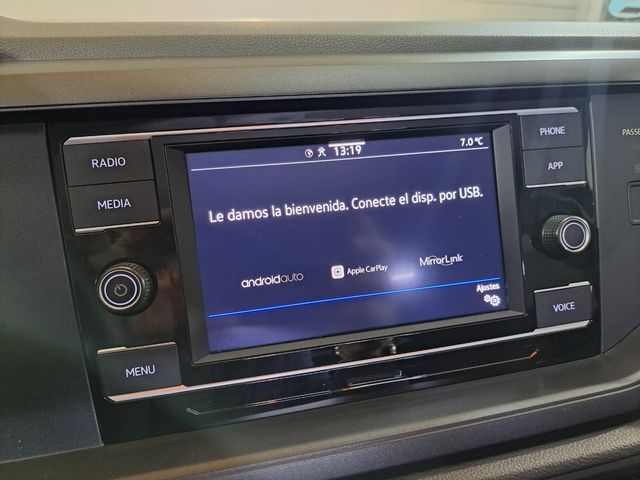 13:19
7.0 °C
PHONE
PASSE
RADIO
APP
MEDIA
Le damos la bienvenida. Conecte el disp. por USB.
androidauto
Apple CarPlay
MirrorLink
Ajustes
VOICE
MENU